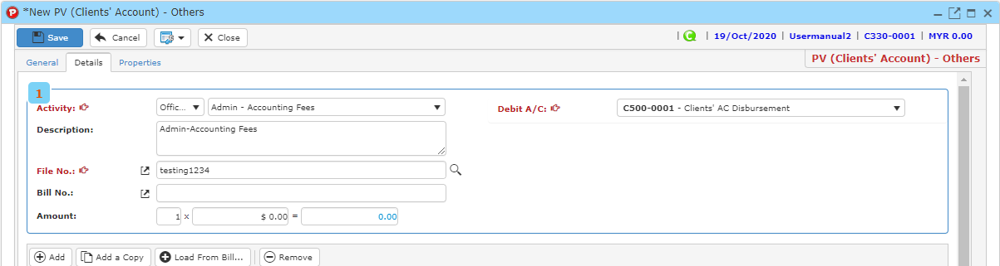 *New PV (Clients' Account) - Others
Save Cancel Close | | 19/Oct/2020 | Usermanual2 | C330-0001 | MYR 0.00
General Details Properties PV (Clients' Account) - Others
1
Activity: Offic... Admin - Accounting Fees Debit A/C: C500-0001 - Clients' AC Disbursement
Description: Admin-Accounting Fees
File No.: testing1234
Bill No.:
Amount: 1 x $ 0.00 = 0.00
Add Add a Copy Load From Bill... Remove